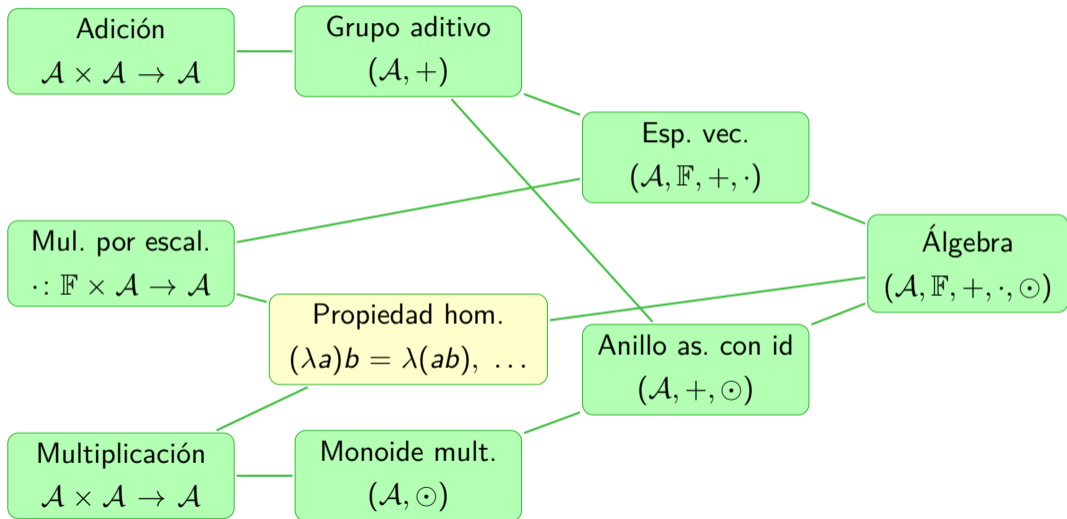 Adición
𝒜 × 𝒜 → 𝒜
Grupo aditivo
(𝒜, +)
Esp. vec.
(𝒜, 𝔽, +, ·)
Mul. por escal.
· : 𝔽 × 𝒜 → 𝒜
Álgebra
(𝒜, 𝔽, +, ·, ⊙)
Propiedad hom.
(λa)b = λ(ab), ...
Anillo as. con id
(𝒜, +, ⊙)
Multiplicación
𝒜 × 𝒜 → 𝒜
Monoide mult.
(𝒜, ⊙)